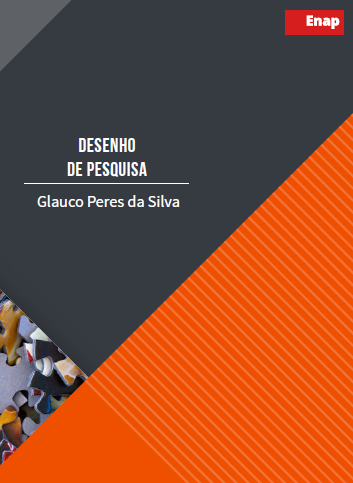 Enap
DESENHO
DE PESQUISA
Glauco Peres da Silva